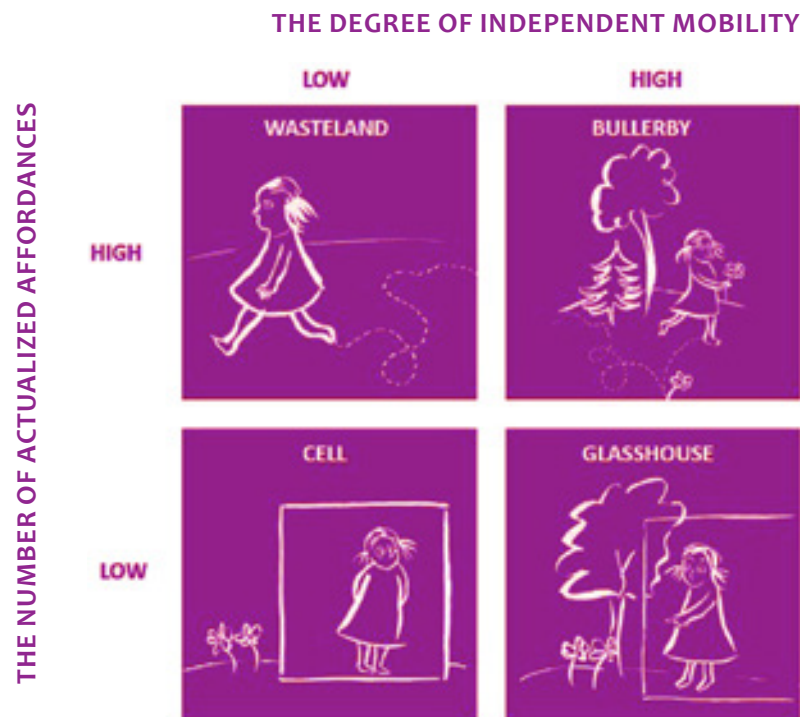 THE DEGREE OF INDEPENDENT MOBILITY
LOW HIGH
THE NUMBER OF ACTUALIZED AFFORDANCES
WASTELAND BULLERBY
HIGH
CELL GLASSHOUSE
LOW